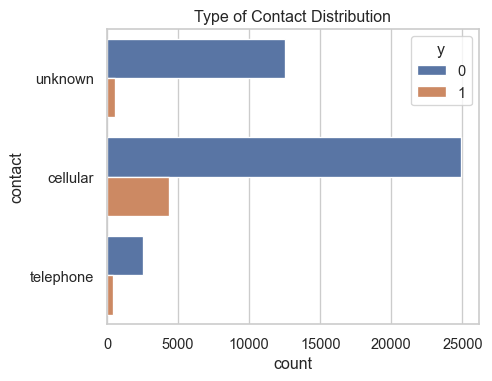 Type of Contact Distribution
y
0
1
unknown
cellular
telephone
contact
0 5000 10000 15000 20000 25000
count